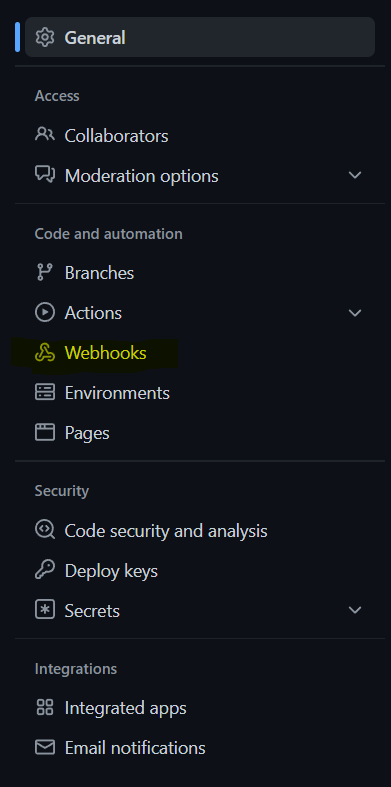 General
Access
Collaborators
Moderation options
Code and automation
Branches
Actions
Webhooks
Environments
Pages
Security
Code security and analysis
Deploy keys
Secrets
Integrations
Integrated apps
Email notifications